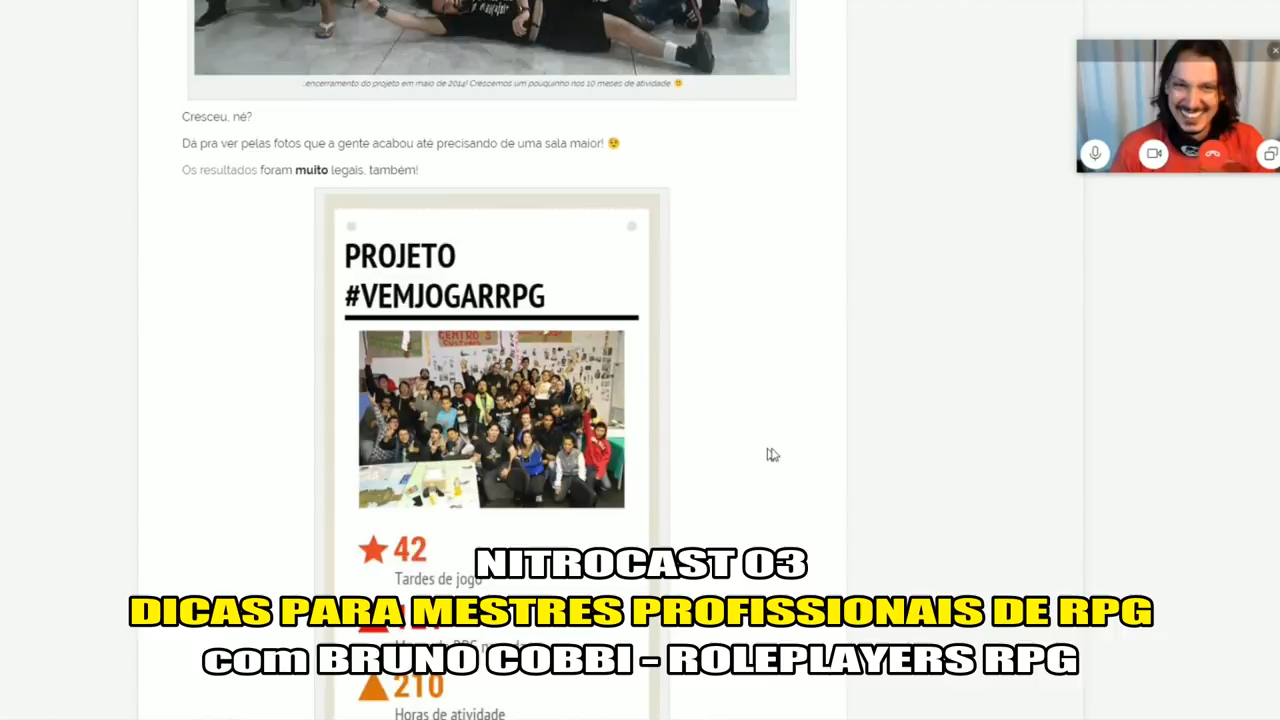 ..encerramento do projeto em maio de 2014! Crescemos um pouquinho nos 10 meses de atividade.
Cresceu, né?
Dá pra ver pelas fotos que a gente acabou até precisando de uma sala maior!
Os resultados foram muito legais, também!
PROJETO
#VEMJOGARRPG
CENTRO
42
Tardes de jogo
NITROCAST 03
DICAS PARA MESTRES PROFISSIONAIS DE RPG
com BRUNO COBBI - ROLEPLAYERS RPG
210
Horas de atividade